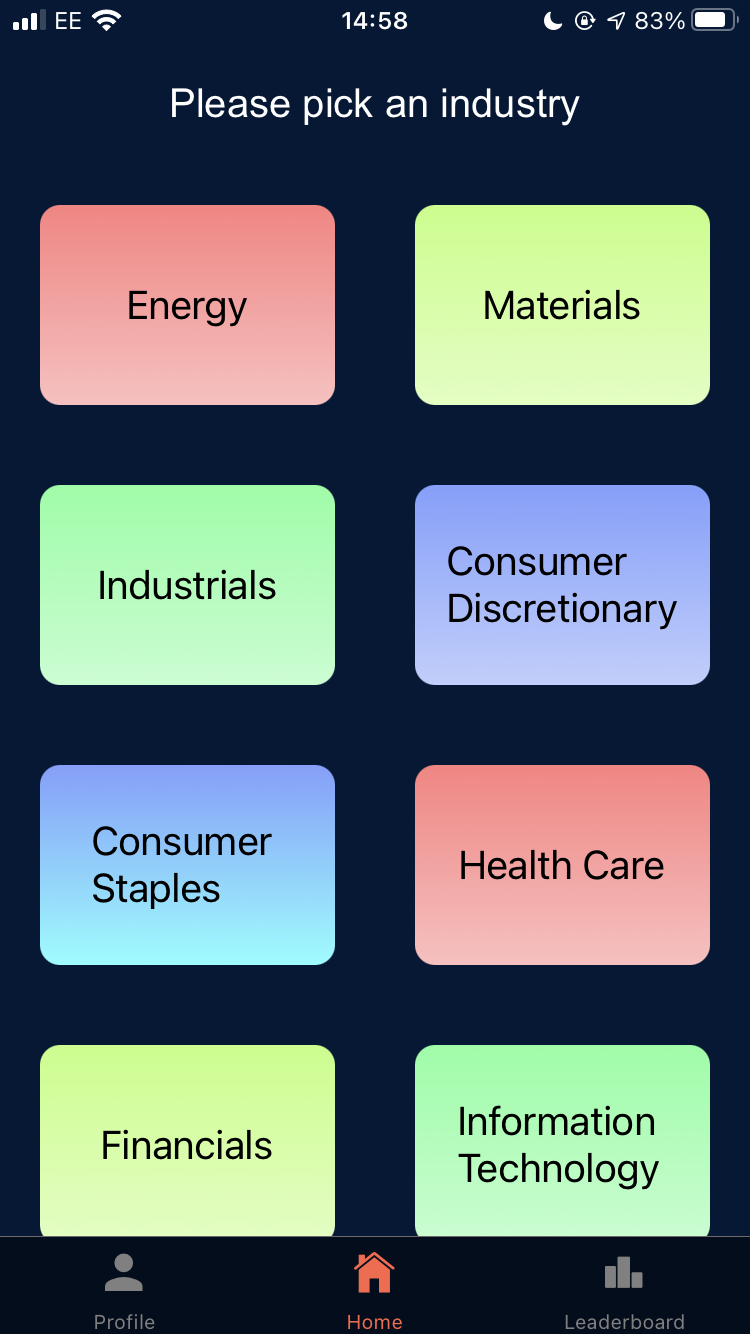 EE 14:58 83%
Please pick an industry
Energy
Materials
Industrials
Consumer
Discretionary
Consumer
Staples
Health Care
Financials
Information
Technology
Profile
Home
Leaderboard